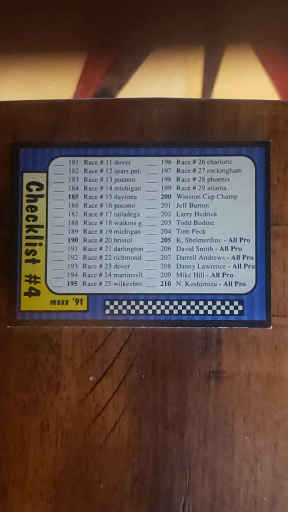 181 Race # 11 dover
182 Race # 12 sears pnt.
183 Race # 13 pocono
184 Race # 14 michigan
185 Race # 15 daytona
186 Race # 16 pocono
187 Race # 17 talladega
188 Race # 18 watkins g
189 Race # 19 michigan
190 Race # 20 bristol
191 Race # 21 darlington
192 Race # 22 richmond
193 Race # 23 dover
194 Race # 24 martinsvill
195 Race # 25 wilkesbro
196 Race # 26 charlotte
197 Race # 27 rockingham
198 Race # 28 phoenix
199 Race # 29 atlanta
200 Winston Cup Champ
201 Jeff Burton
202 Larry Hedrick
203 Todd Bodine
204 Tom Peck
205 K. Shelmerdine - All Pro
206 David Smith - All Pro
207 Darrell Andrews - All Pro
208 Danny Lawrence - All Pro
209 Mike Hill - All Pro
210 N. Koshimizu - All Pro
Checklist #4
maxx '91